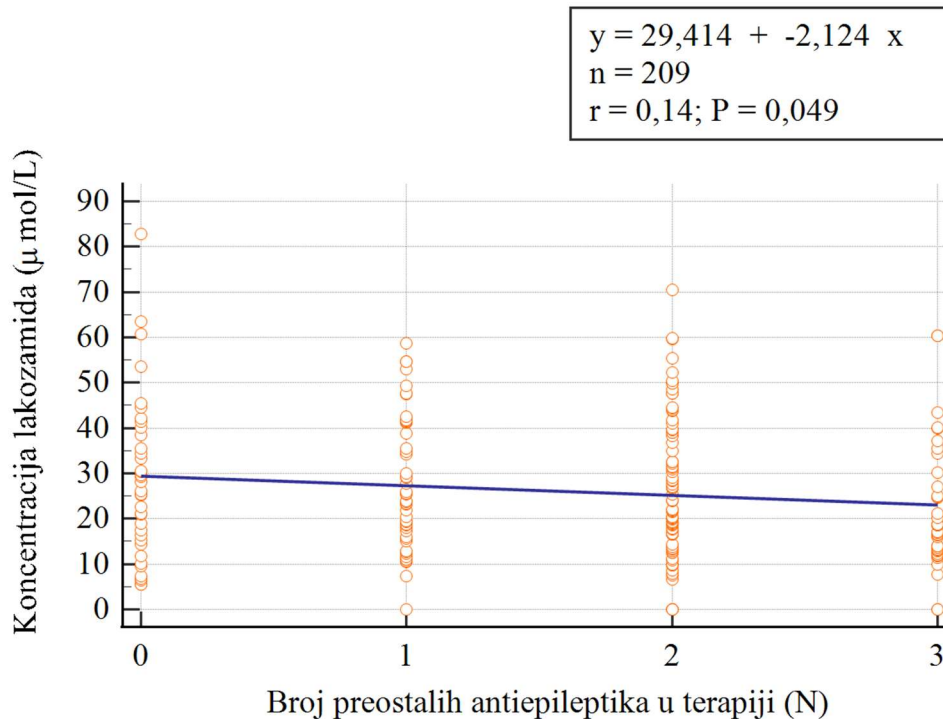 y = 29,414 + -2,124 x
n = 209
r = 0,14; P = 0,049
Koncentracija lakozamida (μ mol/L)
90
80
70
60
50
40
30
20
10
0
0 1 2 3
Broj preostalih antiepileptika u terapiji (N)